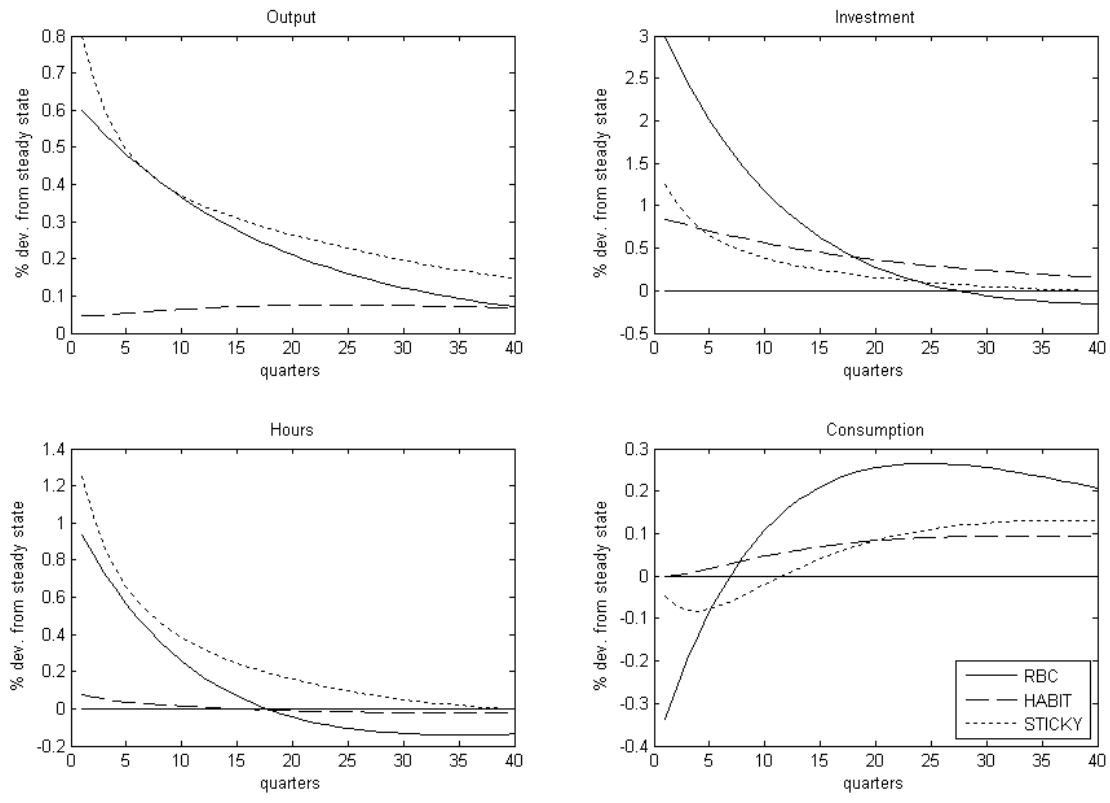 Output
% dev. from steady state
0.8
0.7
0.6
0.5
0.4
0.3
0.2
0.1
0
0 5 10 15 20 25 30 35 40
quarters
Investment
% dev. from steady state
3
2.5
2
1.5
1
0.5
0
-0.5
0 5 10 15 20 25 30 35 40
quarters
Hours
% dev. from steady state
1.4
1.2
1
0.8
0.6
0.4
0.2
0
-0.2
0 5 10 15 20 25 30 35 40
quarters
Consumption
% dev. from steady state
0.3
0.2
0.1
0
-0.1
-0.2
-0.3
-0.4
0 5 10 15 20 25 30 35 40
quarters
RBC
HABIT
STICKY